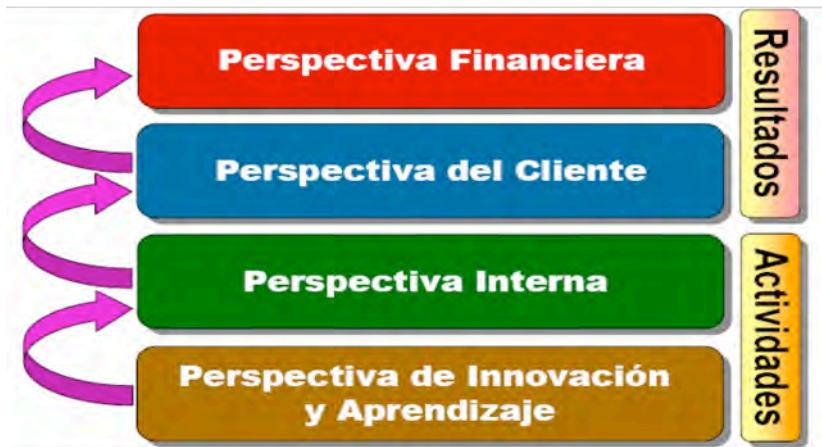 Perspectiva Financiera
Perspectiva del Cliente
Perspectiva Interna
Perspectiva de Innovación
y Aprendizaje
Resultados
Actividades